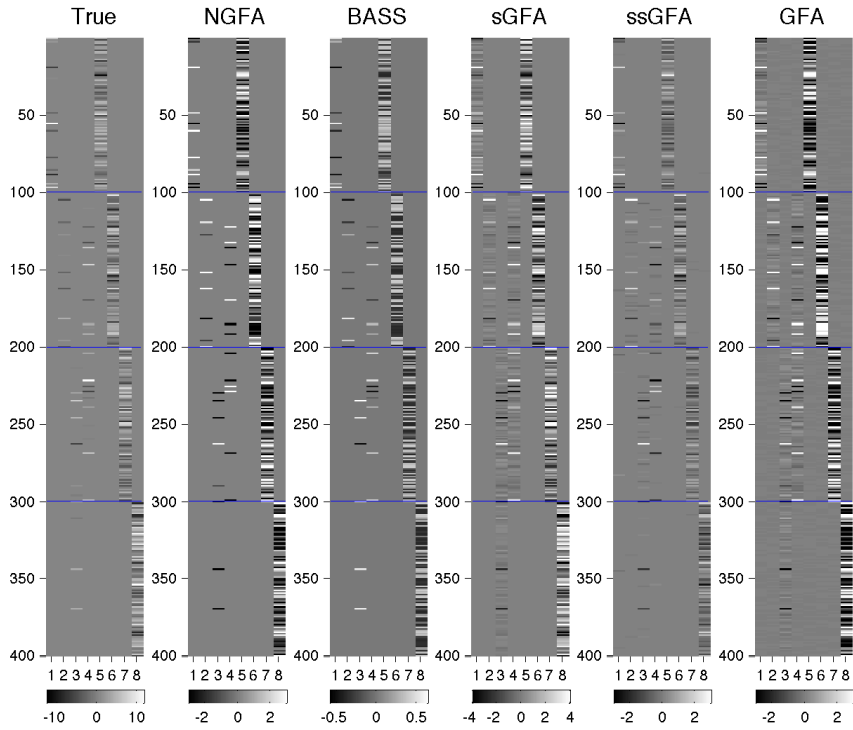 True NGFA BASS sGFA ssGFA GFA
50 50 50 50 50 50
100 100 100 100 100 100
150 150 150 150 150 150
200 200 200 200 200 200
250 250 250 250 250 250
300 300 300 300 300 300
350 350 350 350 350 350
400 400 400 400 400 400
1 2 3 4 5 6 7 8 1 2 3 4 5 6 7 8 1 2 3 4 5 6 7 8 1 2 3 4 5 6 7 8 1 2 3 4 5 6 7 8 1 2 3 4 5 6 7 8
-10 0 10 -2 0 2 -0.5 0 0.5 -4 -2 0 2 4 -2 0 2 -2 0 2